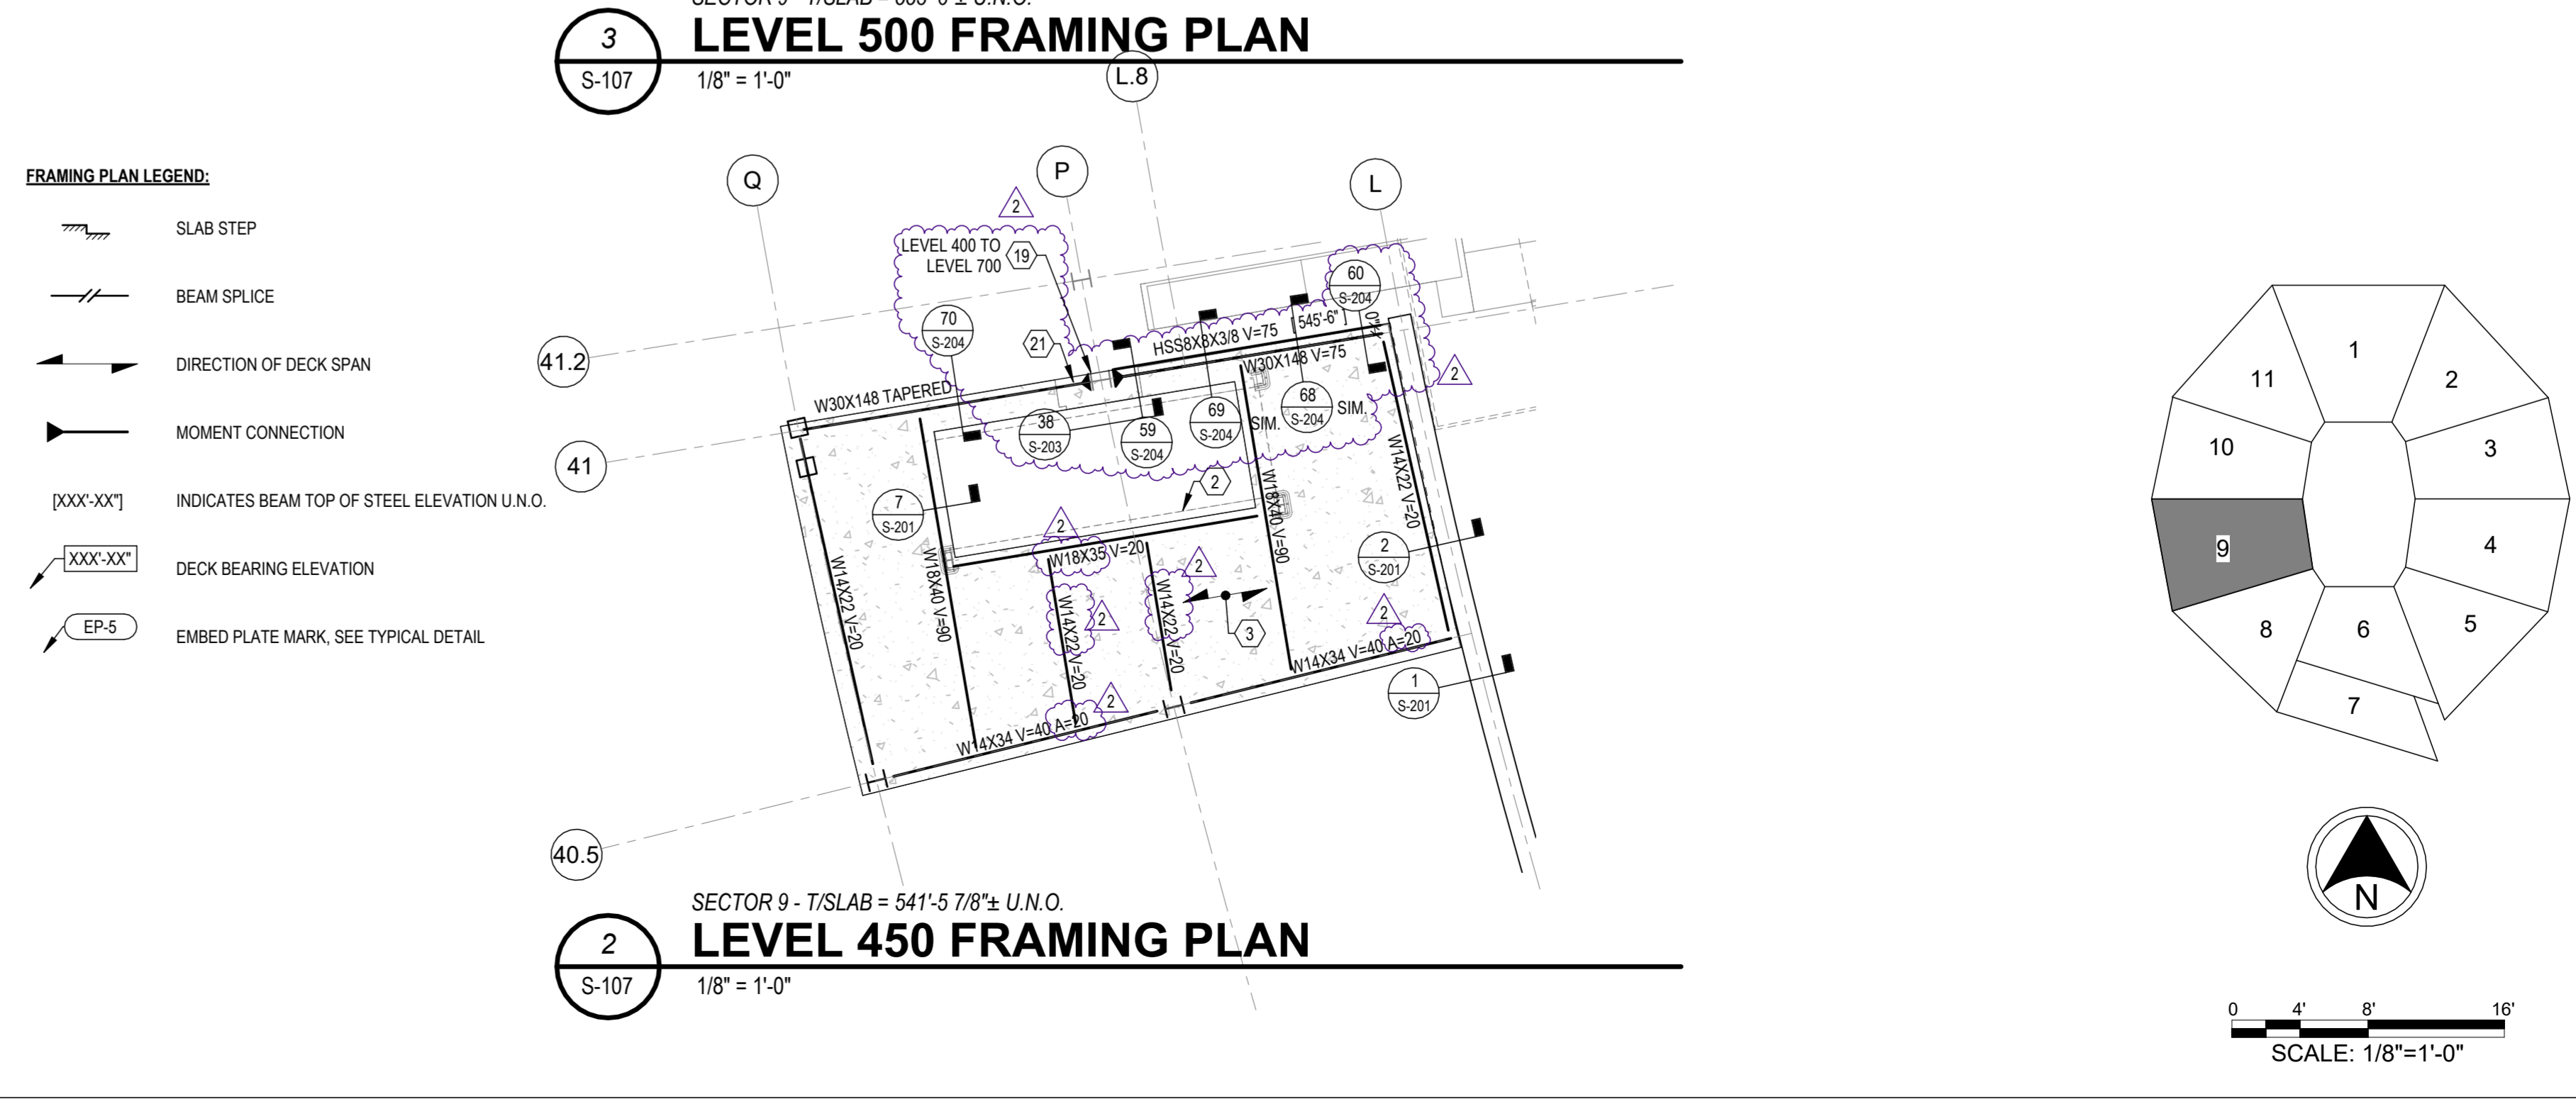 SECTOR 9 - T/SLAB =
3
LEVEL 500 FRAMING PLAN
S-107
1/8" = 1'-0"
L.8
FRAMING PLAN LEGEND:
SLAB STEP
BEAM SPLICE
DIRECTION OF DECK SPAN
MOMENT CONNECTION
[XXX'-XX"]
INDICATES BEAM TOP OF STEEL ELEVATION U.N.O.
XXX'-XX"
DECK BEARING ELEVATION
EP-5
EMBED PLATE MARK, SEE TYPICAL DETAIL
Q
P
L
2
LEVEL 400 TO
LEVEL 700
19
60
S-204
70
S-204
21
HSS8X8X3/8 V=75
[ 545'-6" ]
W30X148 V=75
41.2
2
W30X148 TAPERED
38
S-203
59
S-204
69
S-204
SIM.
68
S-204
SIM.
41
W14X22 V=20
7
S-201
2
2
W18X40 V=90
W18X35 V=20
2
S-201
W14X22 V=20
W18X40 V=90
2
W14X22 V=20
2
W14X22 V=20
3
2
W14X34 V=40 A=20
1
S-201
2
W14X34 V=40 A=20
40.5
SECTOR 9 - T/SLAB = 541'-5 7/8"± U.N.O.
2
LEVEL 450 FRAMING PLAN
S-107
1/8" = 1'-0"
1
11
2
10
3
9
4
8
6
5
7
N
0 4' 8' 16'
SCALE: 1/8"=1'-0"